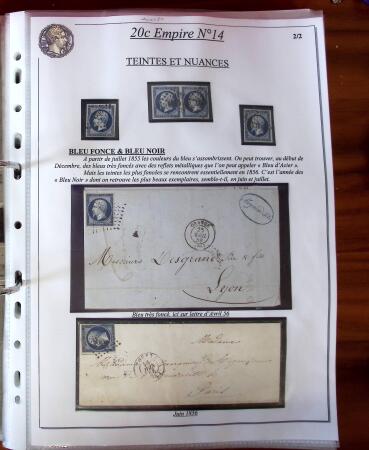 20c Empire N°14
2/2
TEINTES ET NUANCES
BLEU FONCE & BLEU NOIR
A partir de juillet 1855 les couleurs du bleu s'assombrissent. On peut trouver, au début de
Décembre, des bleus très foncés avec des reflets métalliques que l'on peut appeler « Bleu d'Acier ».
Mais les teintes les plus foncées se rencontrent essentiellement en 1856. C'est l'année des
« Bleu Noir » dont on retrouve les plus beaux exemplaires, semble-t-il, en juin et juillet.
Messieurs Desgrand
Lyon
Bleu très foncé, ici sur lettre d'Avril 56
Madame
Paris
Juin 1856